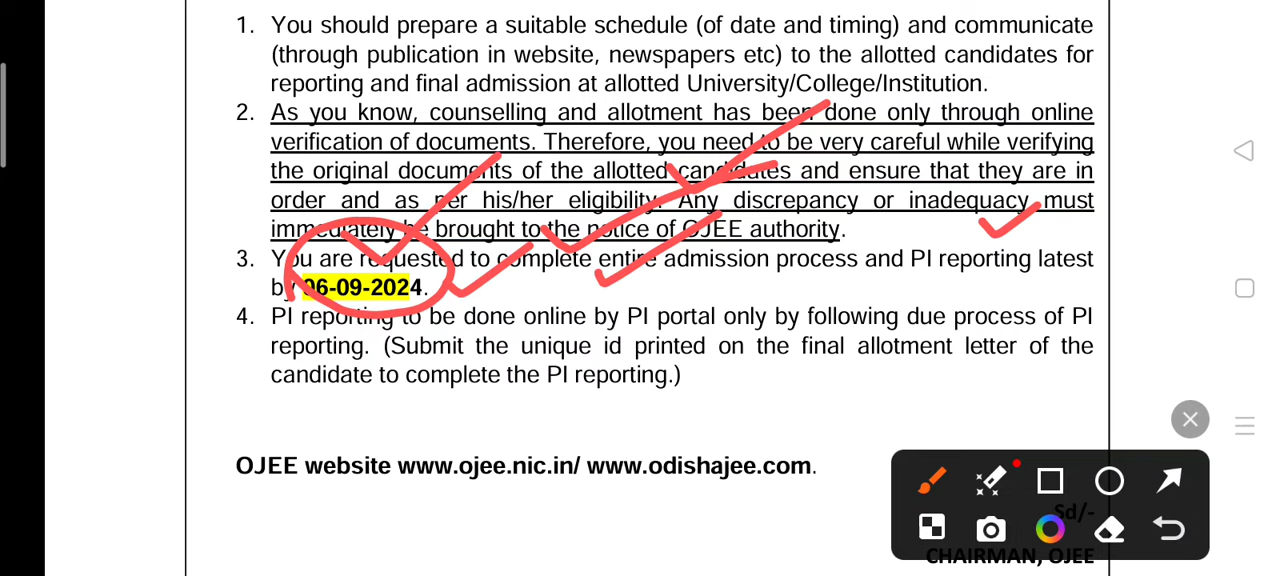 1. You should prepare a suitable schedule (of date and timing) and communicate
(through publication in website, newspapers etc) to the allotted candidates for
reporting and final admission at allotted University/College/Institution.
2. As you know, counselling and allotment has been done only through online
verification of documents. Therefore, you need to be very careful while verifying
the original documents of the allotted candidates and ensure that they are in
order and as per his/her eligibility. Any discrepancy or inadequacy must
immediately be brought to the notice of OJEE authority.
3. You are requested to complete entire admission process and PI reporting latest
by 06-09-2024.
4. PI reporting to be done online by PI portal only by following due process of PI
reporting. (Submit the unique id printed on the final allotment letter of the
candidate to complete the PI reporting.)
OJEE website www.ojee.nic.in/ www.odishajee.com.
Sd/-
CHAIRMAN, OJEE